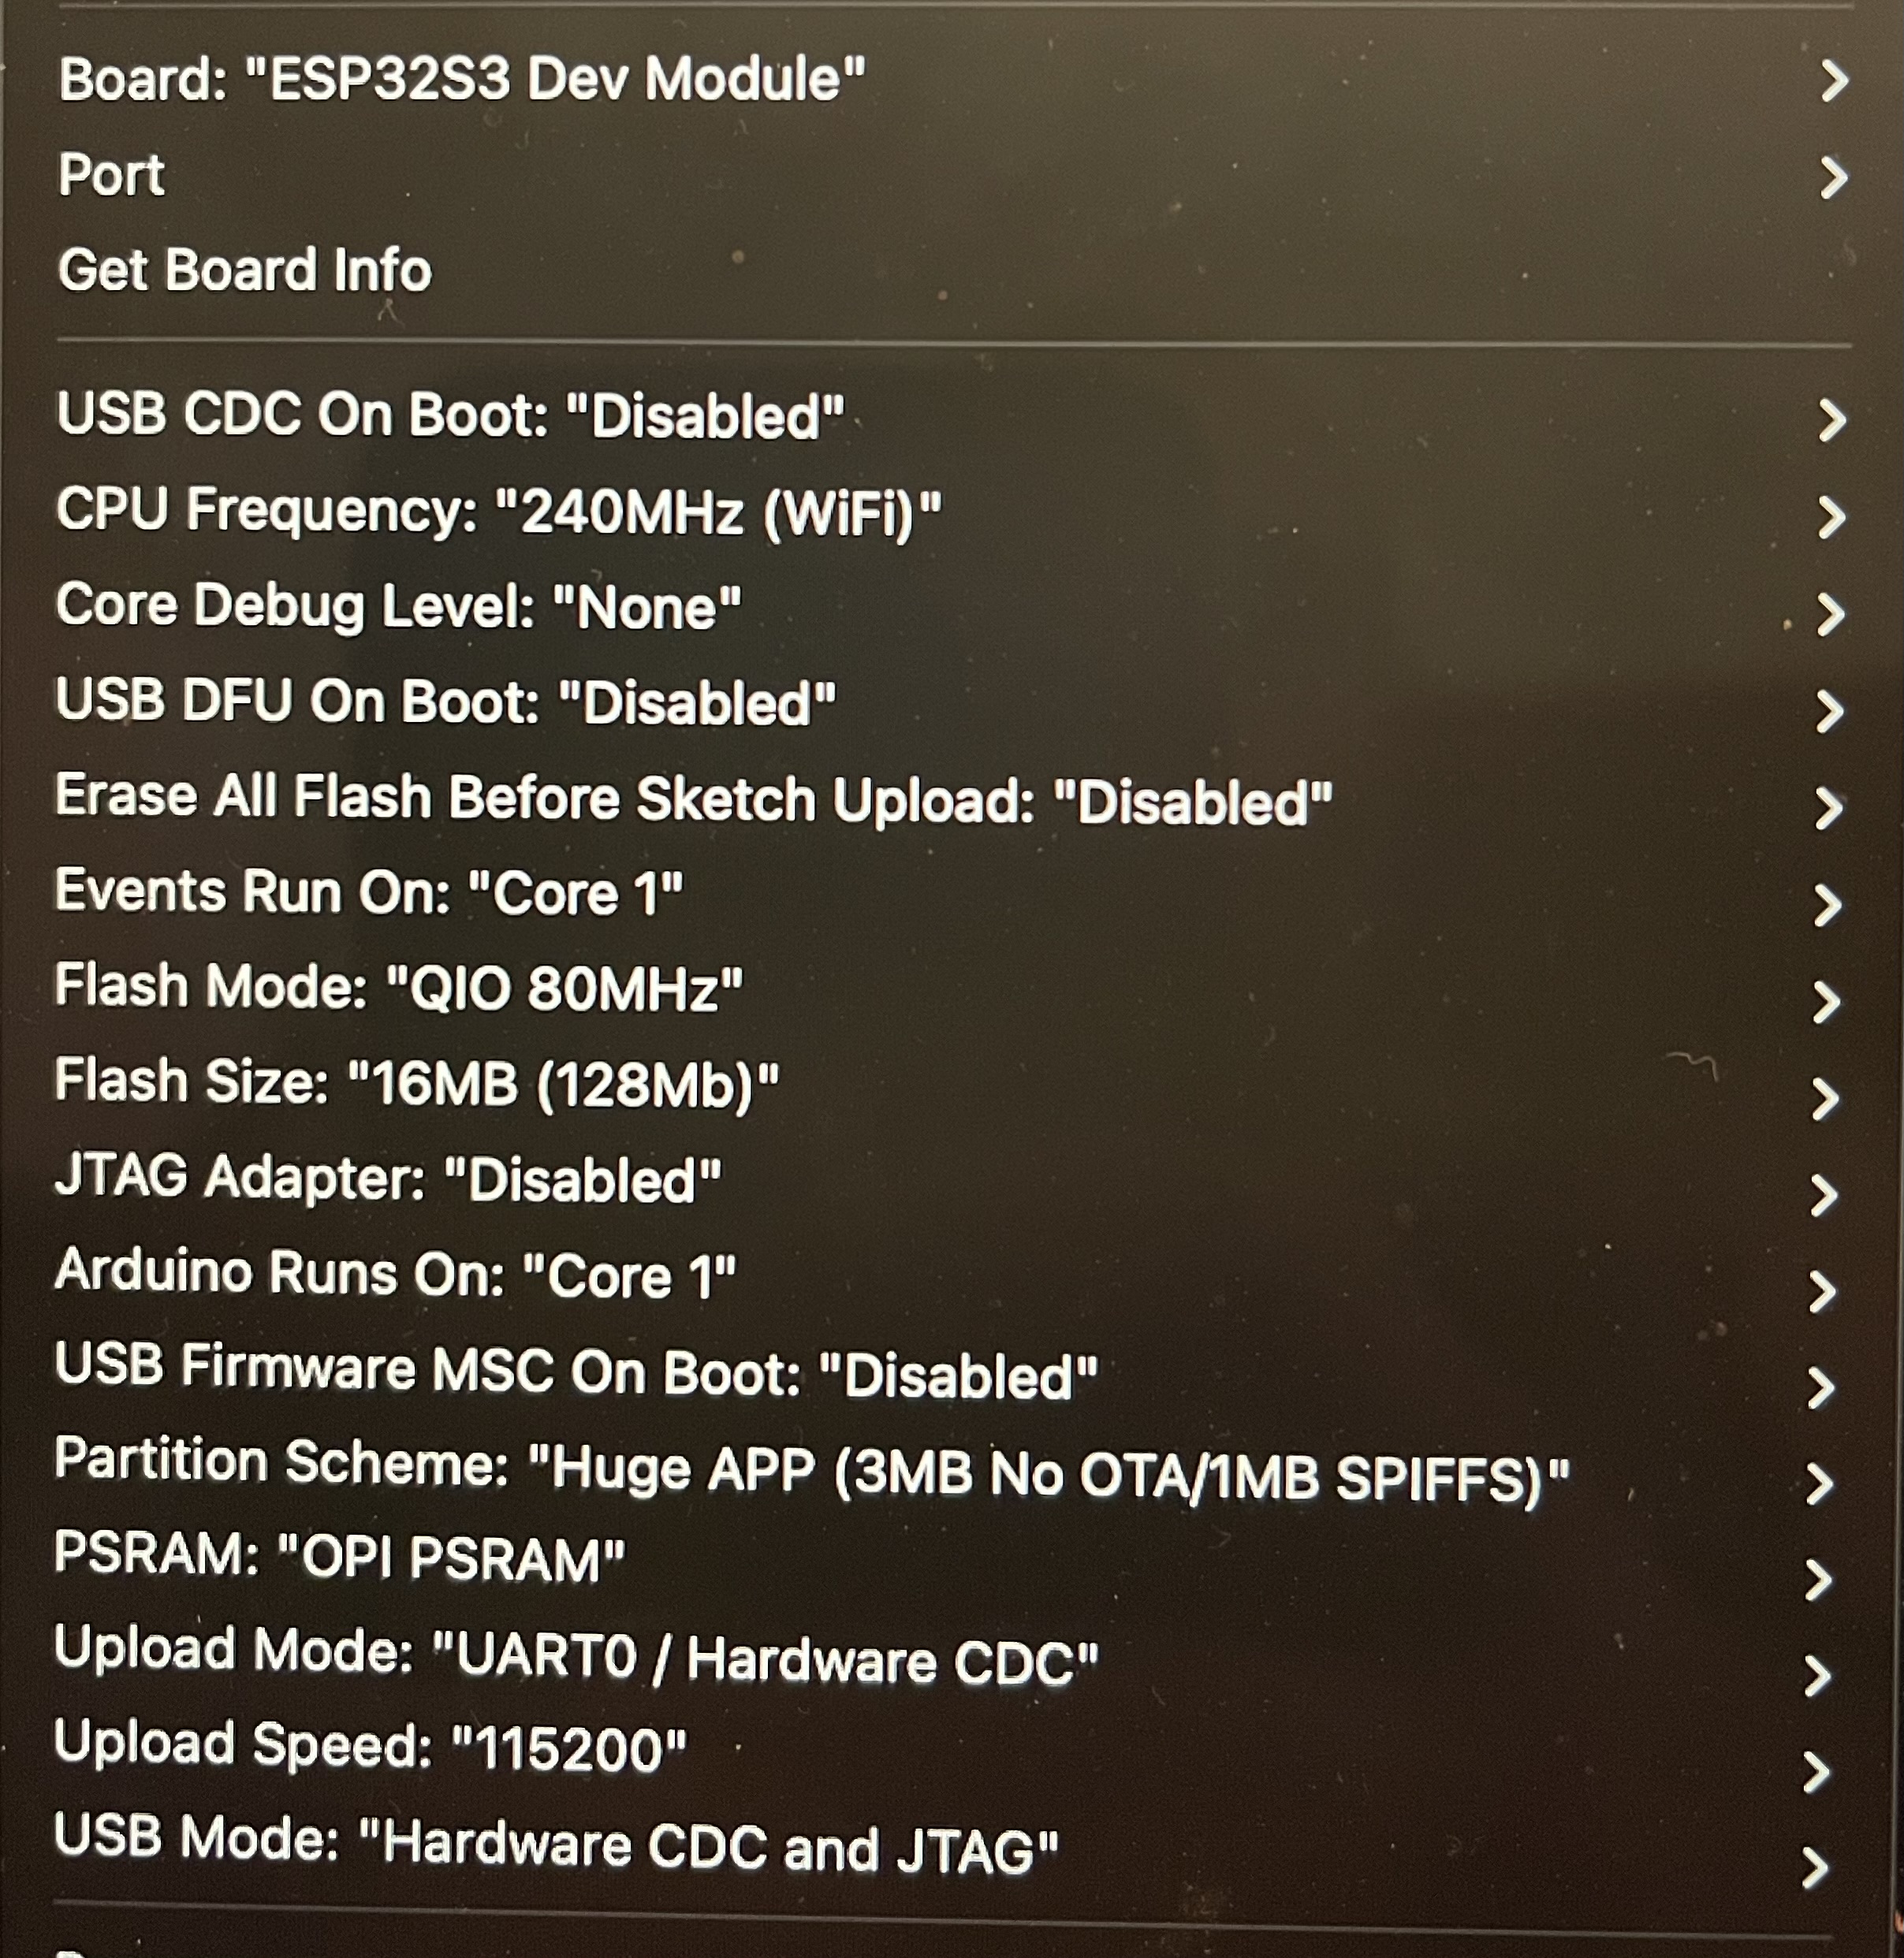 Board: "ESP32S3 Dev Module"
Port
Get Board Info
USB CDC On Boot: "Disabled"
CPU Frequency: "240MHz (WiFi)"
Core Debug Level: "None"
USB DFU On Boot: "Disabled"
Erase All Flash Before Sketch Upload: "Disabled"
Events Run On: "Core 1"
Flash Mode: "QIO 80MHz"
Flash Size: "16MB (128Mb)"
JTAG Adapter: "Disabled"
Arduino Runs On: "Core 1"
USB Firmware MSC On Boot: "Disabled"
Partition Scheme: "Huge APP (3MB No OTA/1MB SPIFFS)"
PSRAM: "OPI PSRAM"
Upload Mode: "UART0 / Hardware CDC"
Upload Speed: "115200"
USB Mode: "Hardware CDC and JTAG"